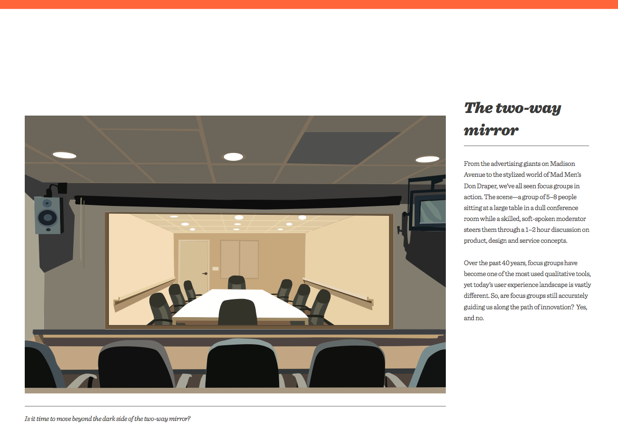 The two-way
mirror
From the advertising giants on Madison
Avenue to the stylized world of Mad Men's
Don Draper, we've all seen focus groups in
action. The scene—a group of 5–8 people
sitting at a large table in a dull conference
room while a skilled, soft-spoken moderator
steers them through a 1–2 hour discussion on
product, design and service concepts.
Over the past 40 years, focus groups have
become one of the most used qualitative tools,
yet today's user experience landscape is vastly
different. So, are focus groups still accurately
guiding us along the path of innovation? Yes,
and no.
Is it time to move beyond the dark side of the two-way mirror?